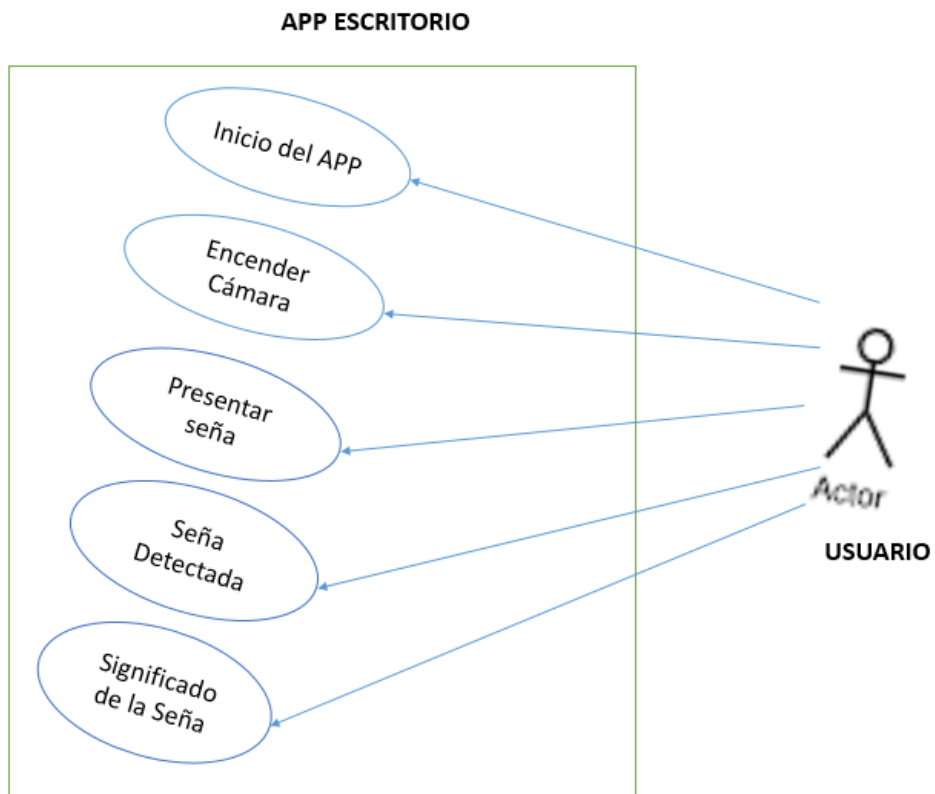 APP ESCRITORIO
Inicio del APP
Encender
Cámara
Presentar
seña
Seña
Detectada
Significado
de la Seña
Actor
USUARIO